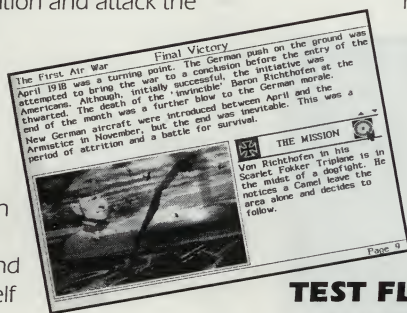 ition and attack the
The First Air War
Final Victory
April 1918 was a turning point. The German push on the ground was
attempted to bring the war to a conclusion before the entry of the
Americans. Although, initially successful, the initiative was
thwarted. The death of the 'invincible' Baron Richthofen at the
end of the month was a further blow to the German morale.
New German aircraft were introduced between April and the
Armistice in November, but the end was inevitable. This was a
period of attrition and a battle for survival.
THE MISSION
Von Richthofen in his
Scarlet Fokker Triplane is in
the midst of a dogfight. He
notices a Camel leave the
area alone and decides to
follow.
Page 9
nd
elf
TEST FL